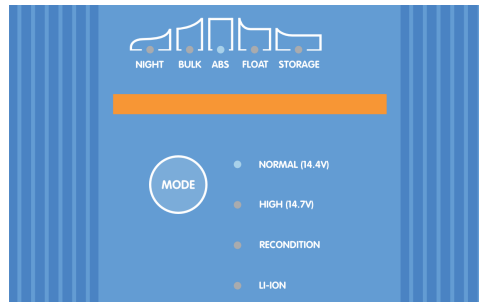 NIGHT BULK ABS FLOAT STORAGE
NORMAL (14.4V)
MODE
HIGH (14.7V)
RECONDITION
LI-ION